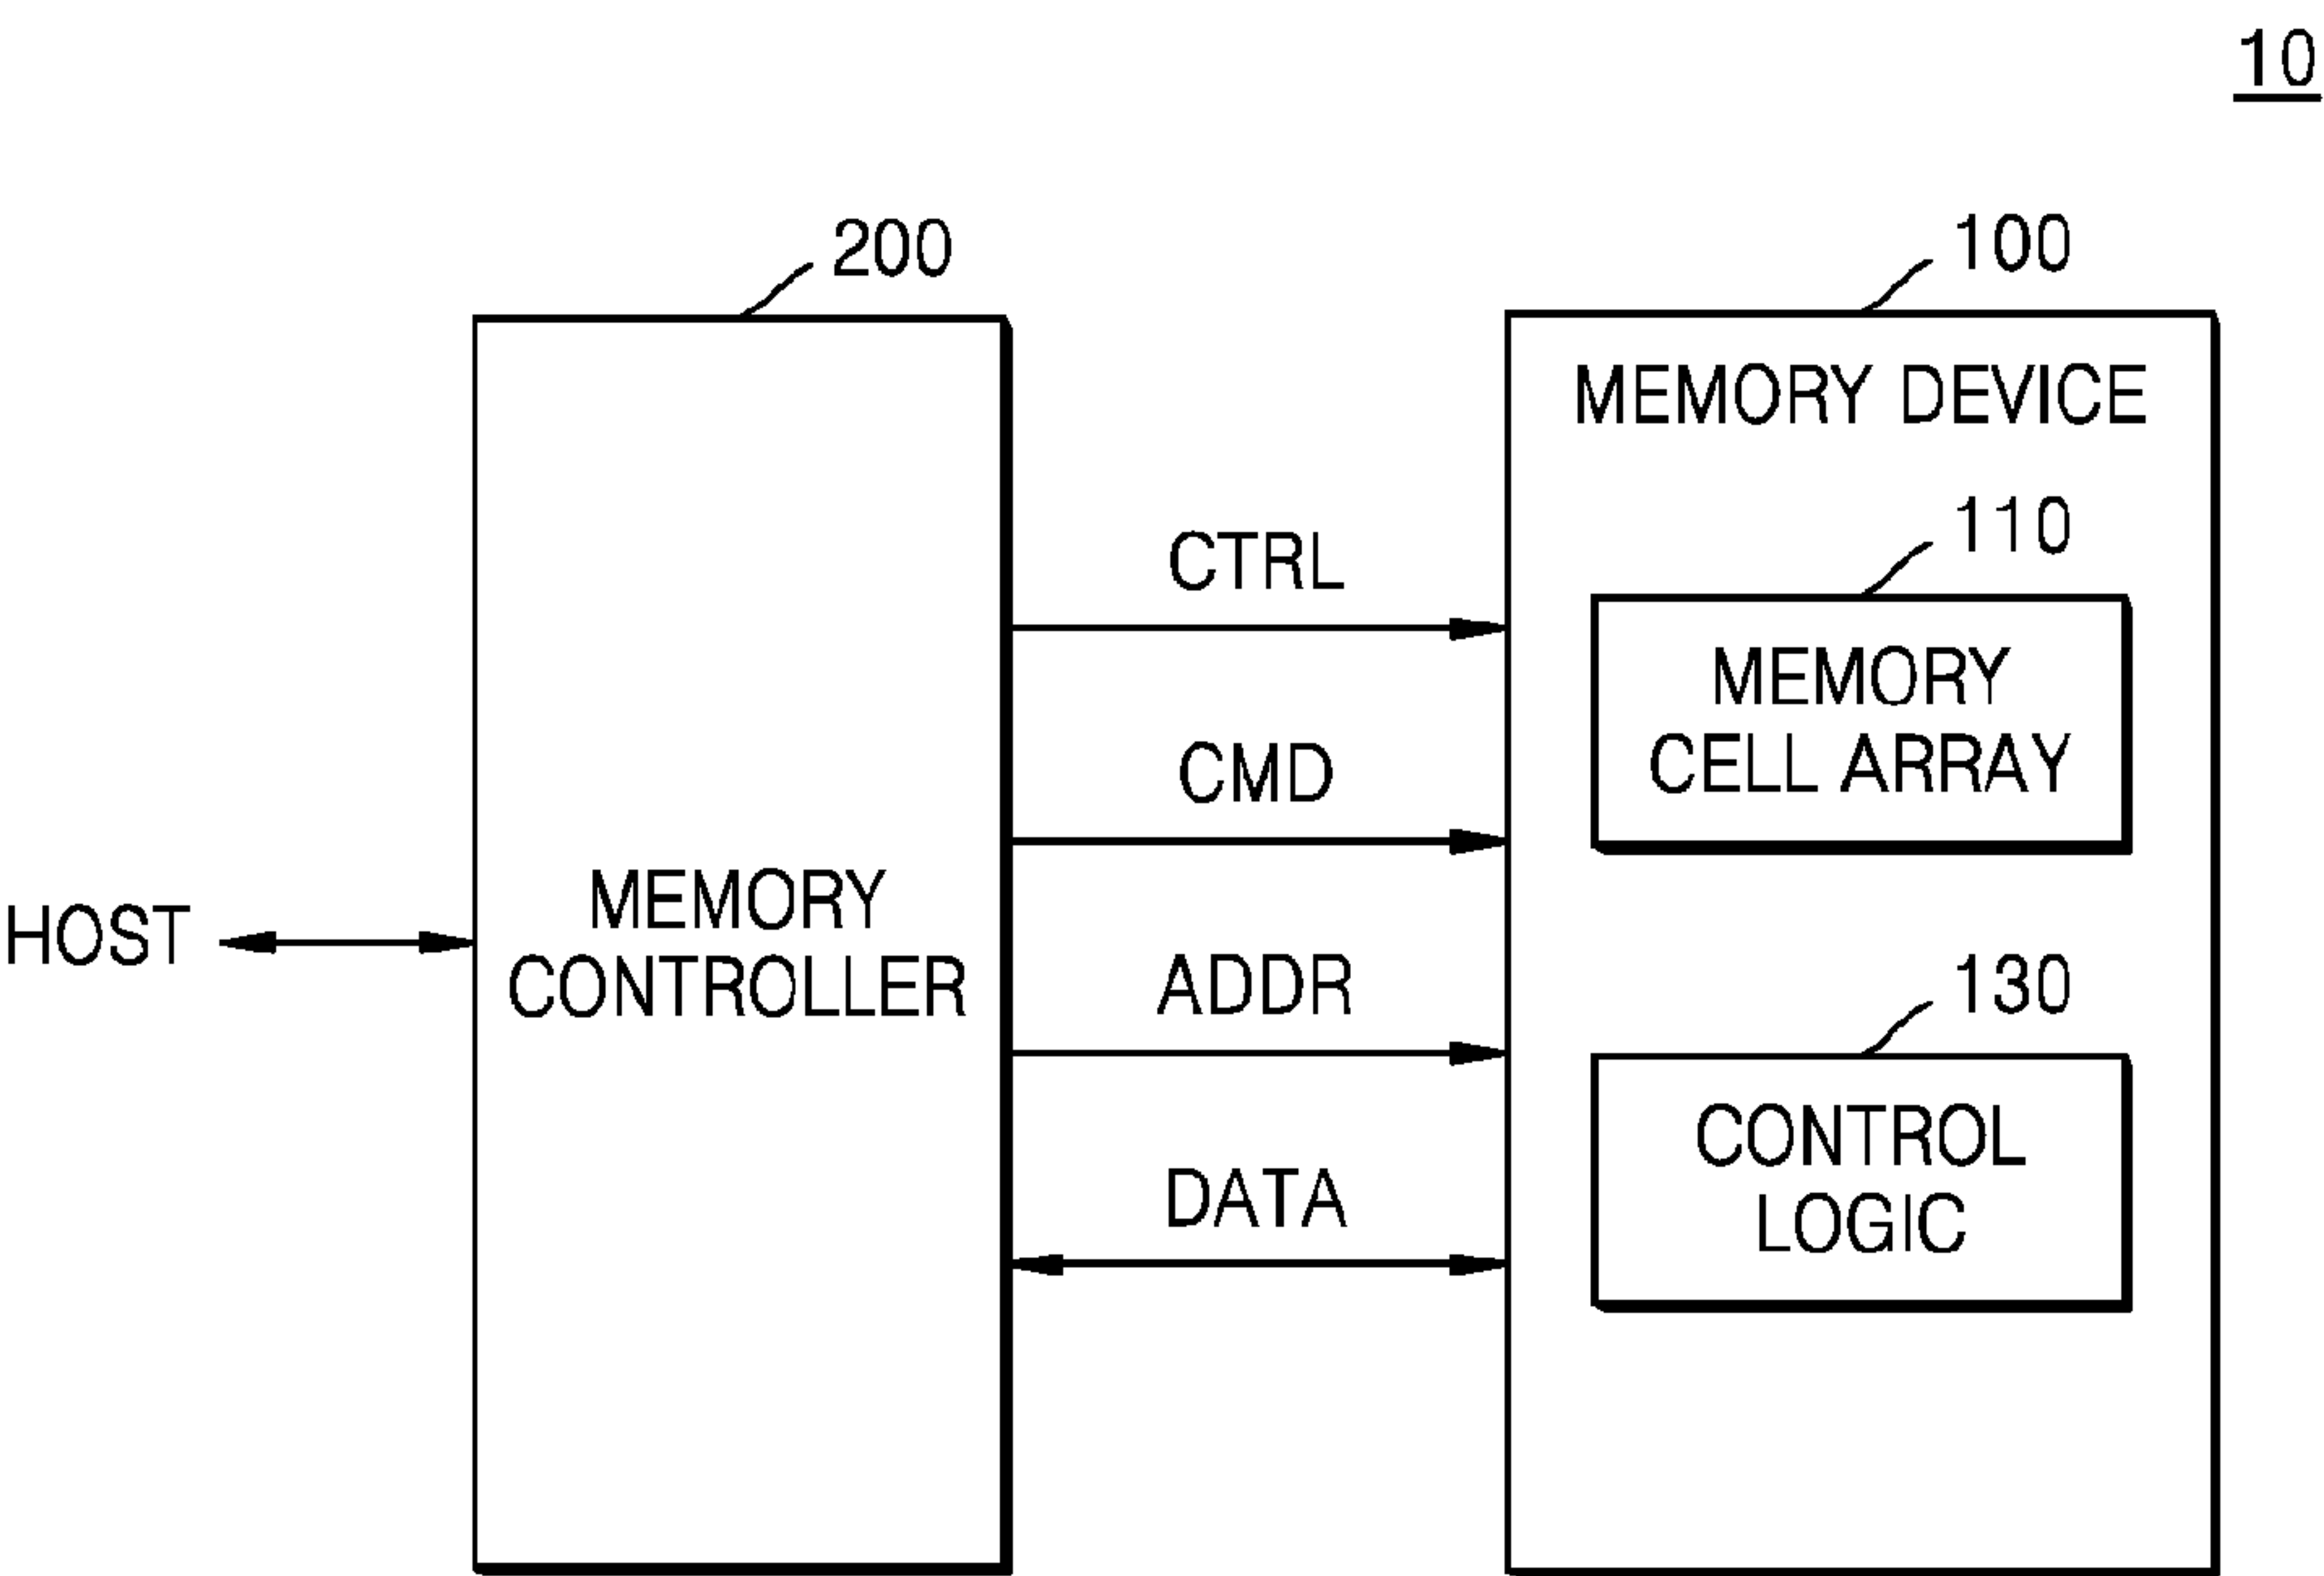 10
200
100
MEMORY DEVICE
110
CTRL
MEMORY
CELL ARRAY
CMD
HOST
MEMORY
CONTROLLER
ADDR
130
CONTROL
LOGIC
DATA